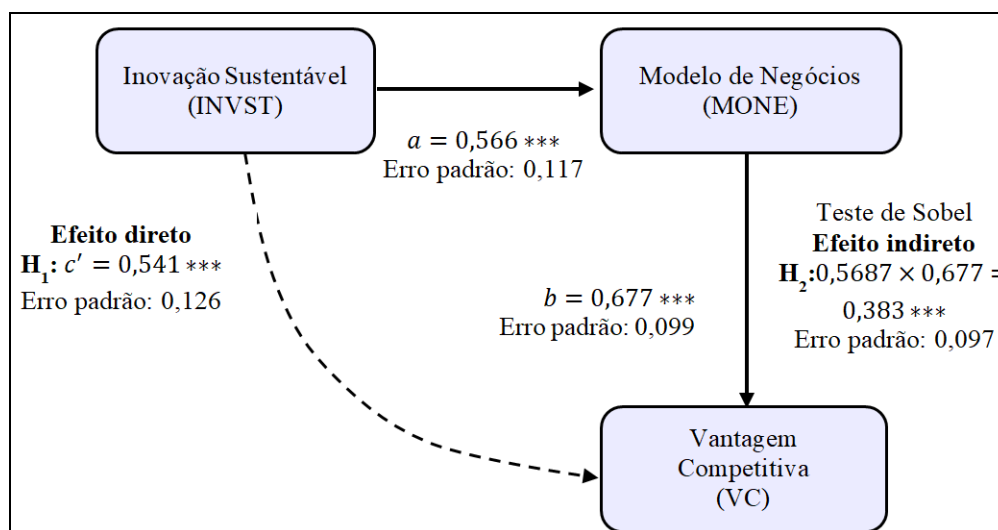 Inovação Sustentável
(INVST)
Modelo de Negócios
(MONE)
a = 0,566 ***
Erro padrão: 0,117
Efeito direto
H₁: c′ = 0,541 ***
Erro padrão: 0,126
b = 0,677 ***
Erro padrão: 0,099
Teste de Sobel
Efeito indireto
H₂:0,5687 × 0,677 =
0,383 ***
Erro padrão: 0,097
Vantagem
Competitiva
(VC)